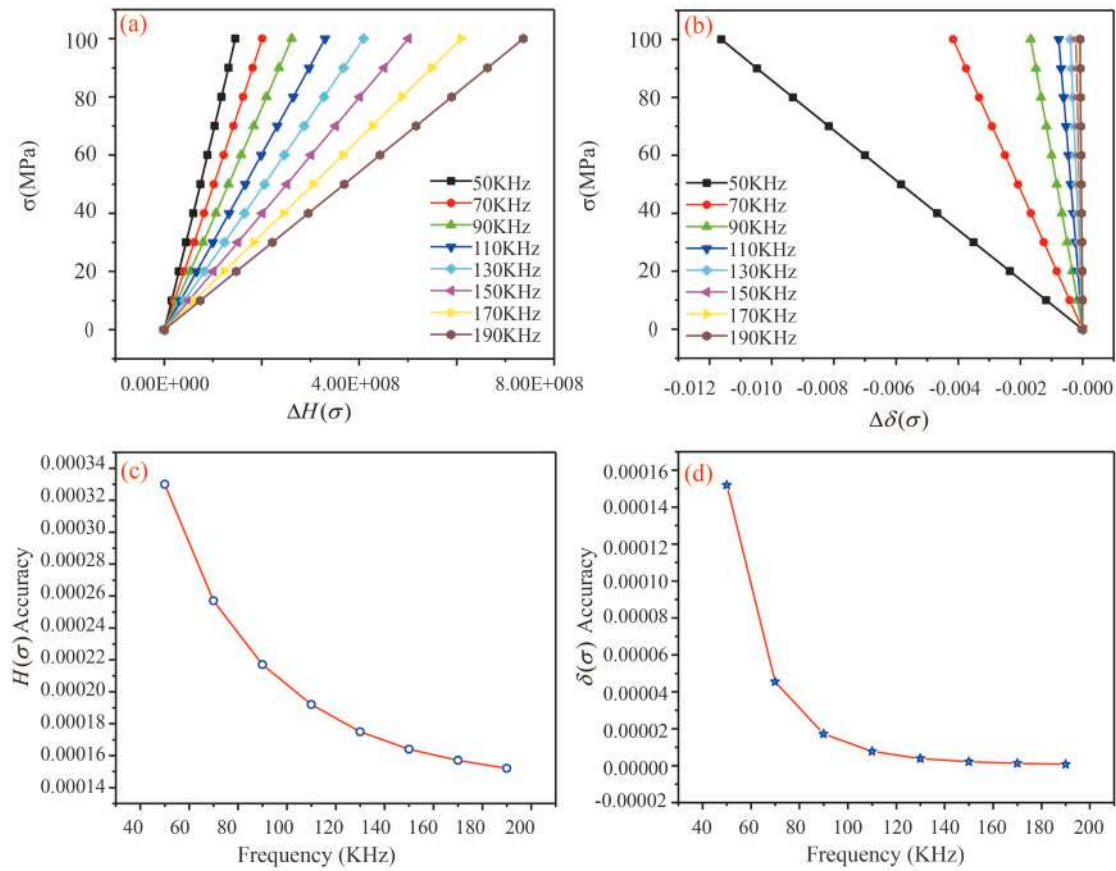 (a)
100
80
60
40
20
0
σ(MPa)
50KHz
70KHz
90KHz
110KHz
130KHz
150KHz
170KHz
190KHz
0.00E+000
4.00E+008
8.00E+008
ΔH(σ)
(b)
100
80
60
40
20
0
σ(MPa)
50KHz
70KHz
90KHz
110KHz
130KHz
150KHz
170KHz
190KHz
-0.012 -0.010 -0.008 -0.006 -0.004 -0.002 -0.000
Δδ(σ)
(c)
0.00034
0.00032
0.00030
0.00028
0.00026
0.00024
0.00022
0.00020
0.00018
0.00016
0.00014
H(σ) Accuracy
40 60 80 100 120 140 160 180 200
Frequency (KHz)
(d)
0.00016
0.00014
0.00012
0.00010
0.00008
0.00006
0.00004
0.00002
0.00000
-0.00002
δ(σ) Accuracy
40 60 80 100 120 140 160 180 200
Frequency (KHz)